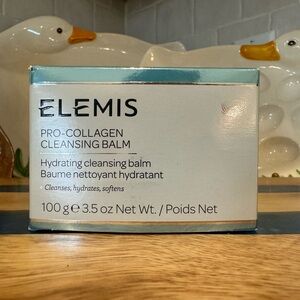 ELEMIS
PRO-COLLAGEN
CLEANSING BALM
Hydrating cleansing balm
Baume nettoyant hydratant
Cleanses, hydrates, softens
100 g ℮ 3.5 oz Net Wt. / Poids Net